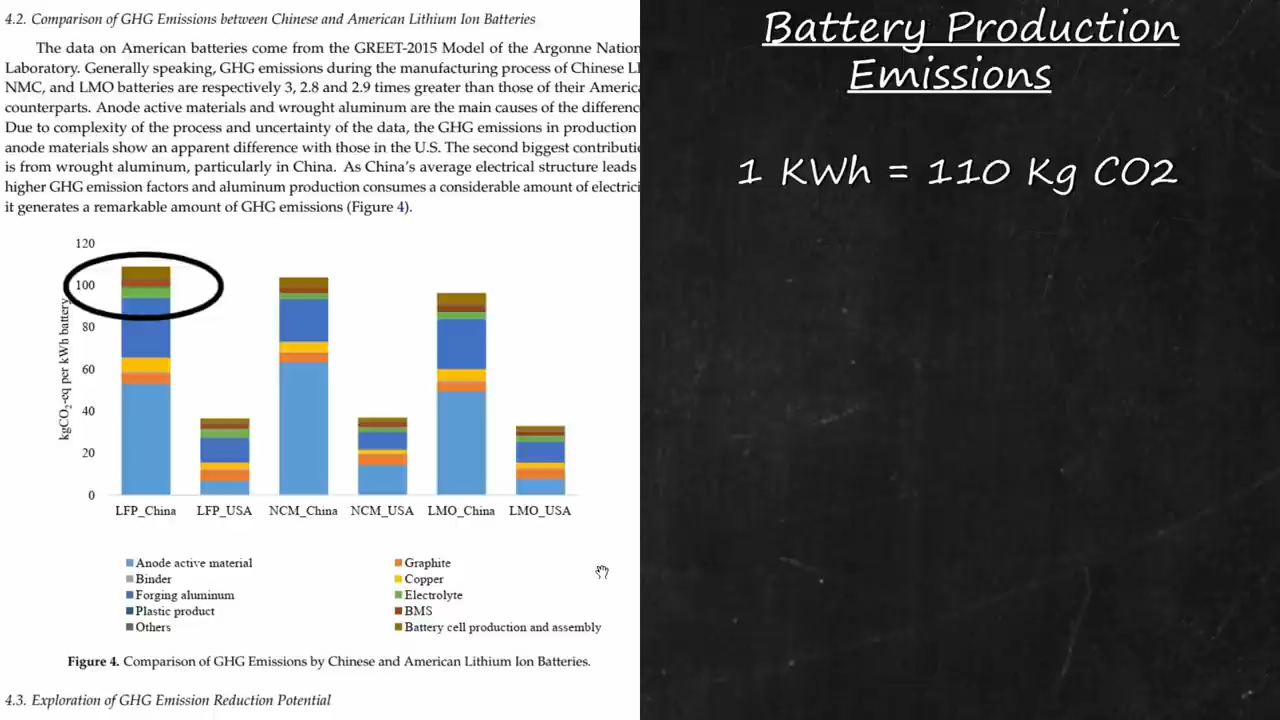 4.2. Comparison of GHG Emissions between Chinese and American Lithium Ion Batteries
The data on American batteries come from the GREET-2015 Model of the Argonne Nation
Laboratory. Generally speaking, GHG emissions during the manufacturing process of Chinese L
NMC, and LMO batteries are respectively 3, 2.8 and 2.9 times greater than those of their Americ
counterparts. Anode active materials and wrought aluminum are the main causes of the differenc
Due to complexity of the process and uncertainty of the data, the GHG emissions in production
anode materials show an apparent difference with those in the U.S. The second biggest contributi
is from wrought aluminum, particularly in China. As China's average electrical structure leads
higher GHG emission factors and aluminum production consumes a considerable amount of electrici
it generates a remarkable amount of GHG emissions (Figure 4).
120
100
80
60
40
20
0
kgCO2-eq per kWh battery
LFP_China LFP_USA NCM_China NCM_USA LMO_China LMO_USA
Anode active material Graphite
Binder Copper
Forging aluminum Electrolyte
Plastic product BMS
Others Battery cell production and assembly
Figure 4. Comparison of GHG Emissions by Chinese and American Lithium Ion Batteries.
4.3. Exploration of GHG Emission Reduction Potential
Battery Production
Emissions
1 KWh = 110 Kg CO2